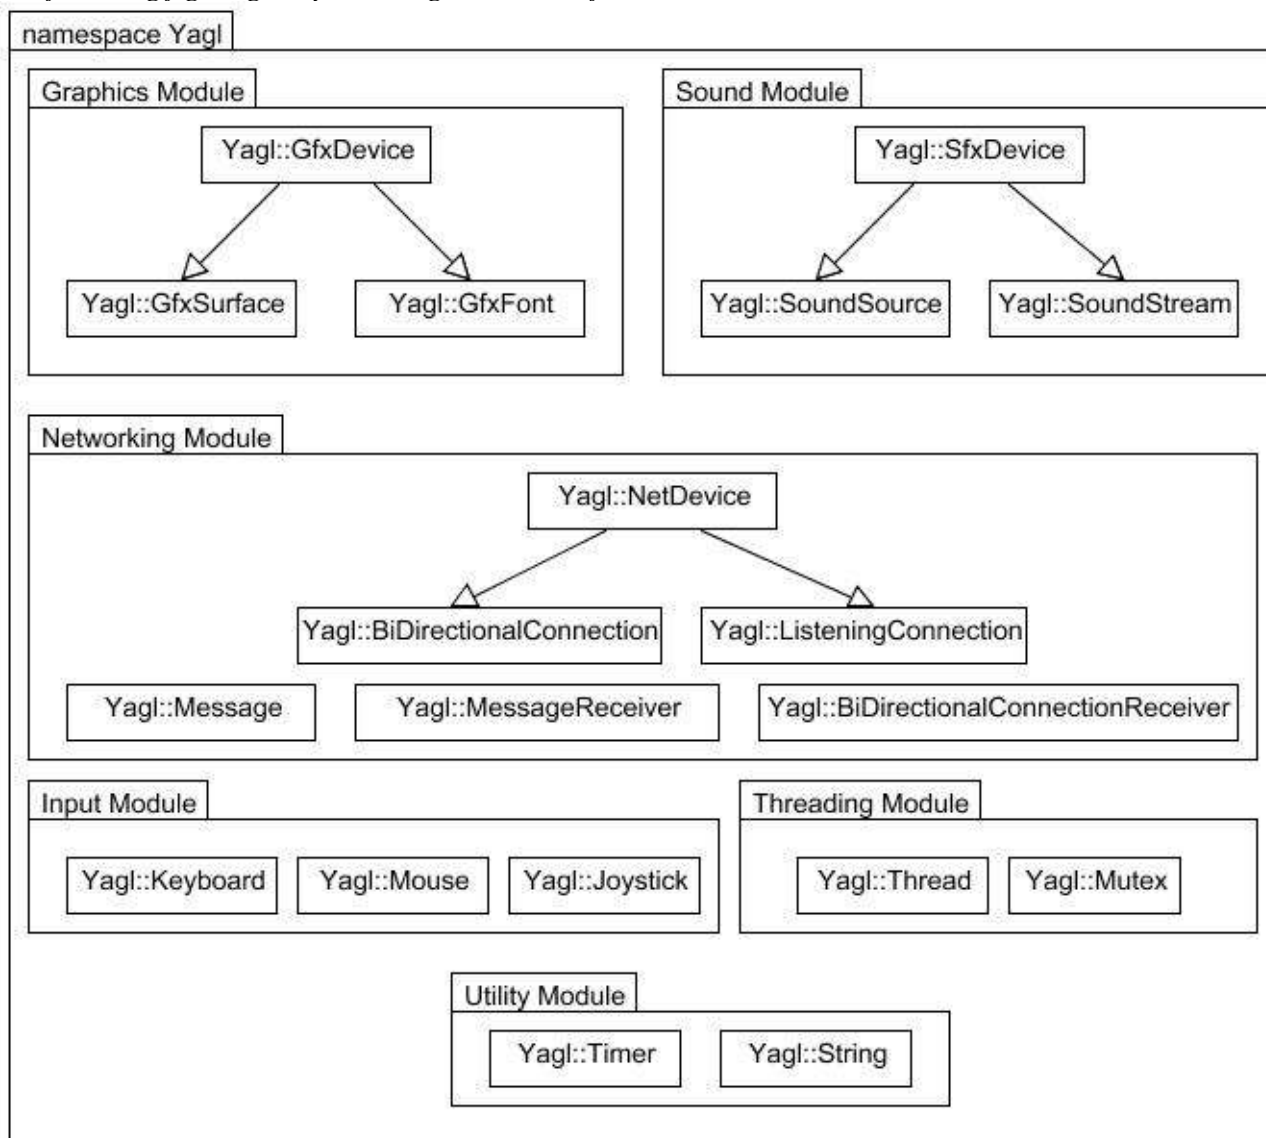 namespace Yagl
Graphics Module
Sound Module
Yagl::GfxDevice
Yagl::SfxDevice
Yagl::GfxSurface
Yagl::GfxFont
Yagl::SoundSource
Yagl::SoundStream
Networking Module
Yagl::NetDevice
Yagl::BiDirectionalConnection
Yagl::ListeningConnection
Yagl::Message
Yagl::MessageReceiver
Yagl::BiDirectionalConnectionReceiver
Input Module
Threading Module
Yagl::Keyboard
Yagl::Mouse
Yagl::Joystick
Yagl::Thread
Yagl::Mutex
Utility Module
Yagl::Timer
Yagl::String